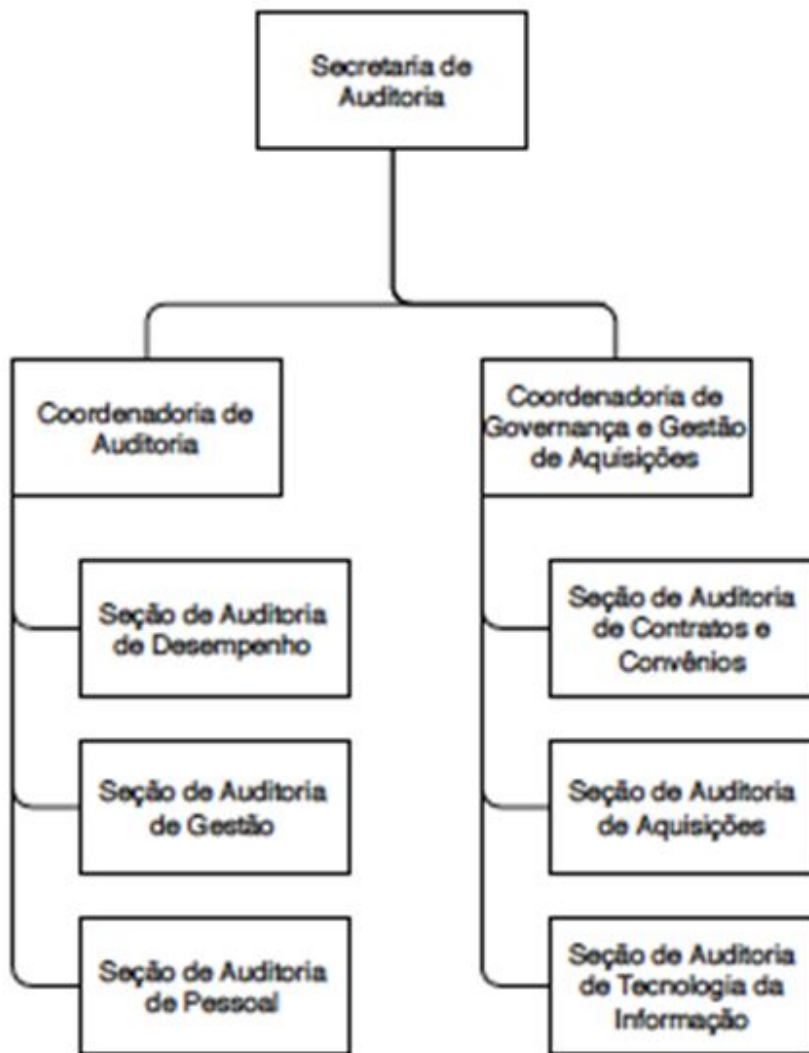 Secretaria de
Auditoria
Coordenadoria de
Auditoria
Coordenadoria de
Governança e Gestão
de Aquisições
Seção de Auditoria
de Desempenho
Seção de Auditoria
de Contratos e
Convênios
Seção de Auditoria
de Gestão
Seção de Auditoria
de Aquisições
Seção de Auditoria
de Pessoal
Seção de Auditoria
de Tecnologia da
Informação